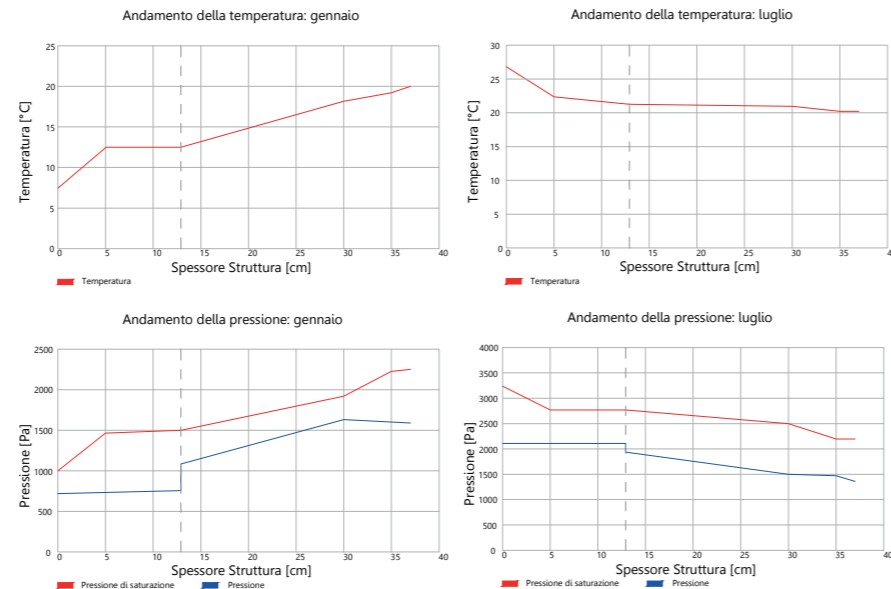 Andamento della temperatura: gennaio
Temperatura [°C]
25
20
15
10
5
0
0 5 10 15 20 25 30 35 40
Spessore Struttura [cm]
Temperatura
Andamento della temperatura: luglio
Temperatura [°C]
30
25
20
15
10
5
0
0 5 10 15 20 25 30 35 40
Spessore Struttura [cm]
Temperatura
Andamento della pressione: gennaio
Pressione [Pa]
2500
2000
1500
1000
500
0
0 5 10 15 20 25 30 35 40
Spessore Struttura [cm]
Pressione di saturazione Pressione
Andamento della pressione: luglio
Pressione [Pa]
4000
3500
3000
2500
2000
1500
1000
500
0
0 5 10 15 20 25 30 35 40
Spessore Struttura [cm]
Pressione di saturazione Pressione